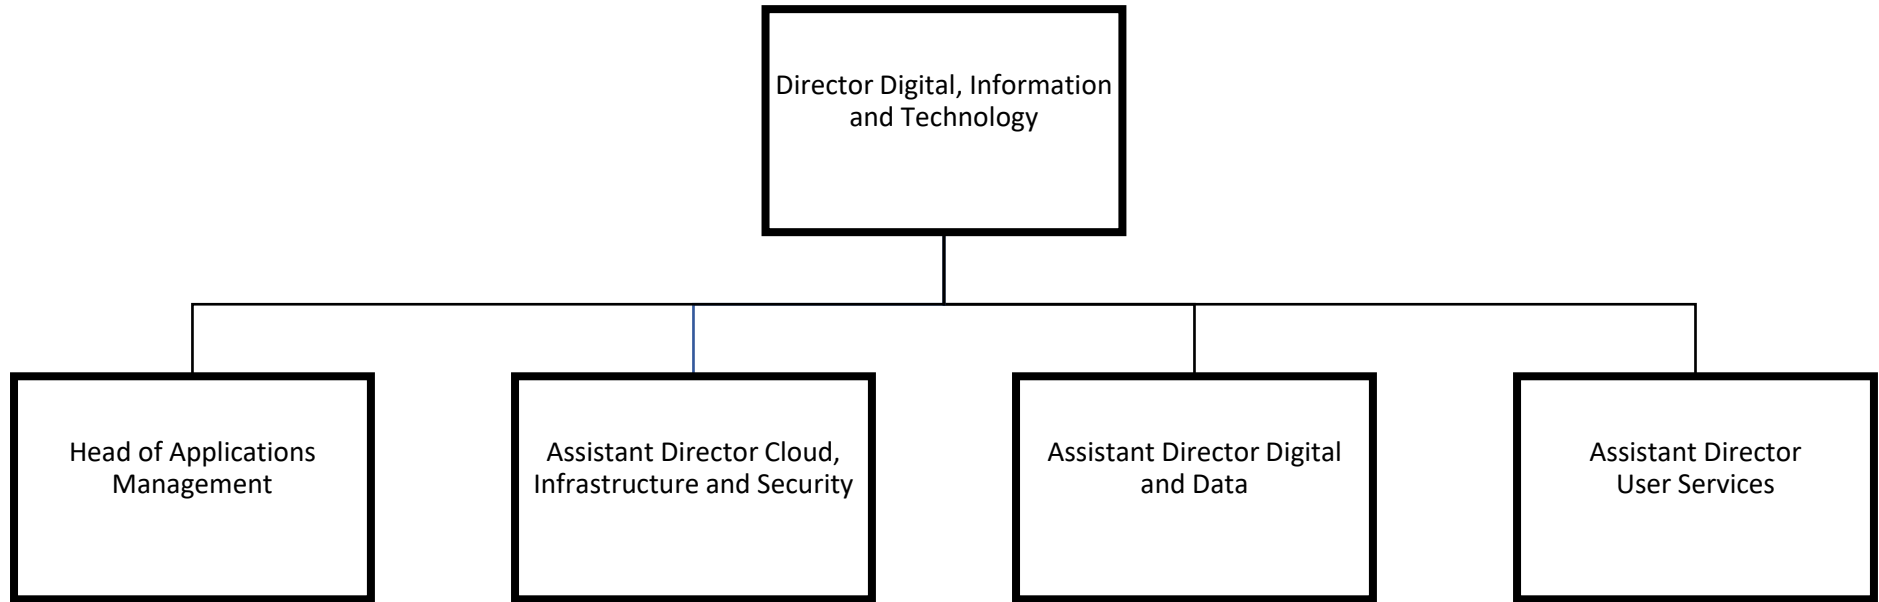 Director Digital, Information
and Technology
Head of Applications
Management
Assistant Director Cloud,
Infrastructure and Security
Assistant Director Digital
and Data
Assistant Director
User Services